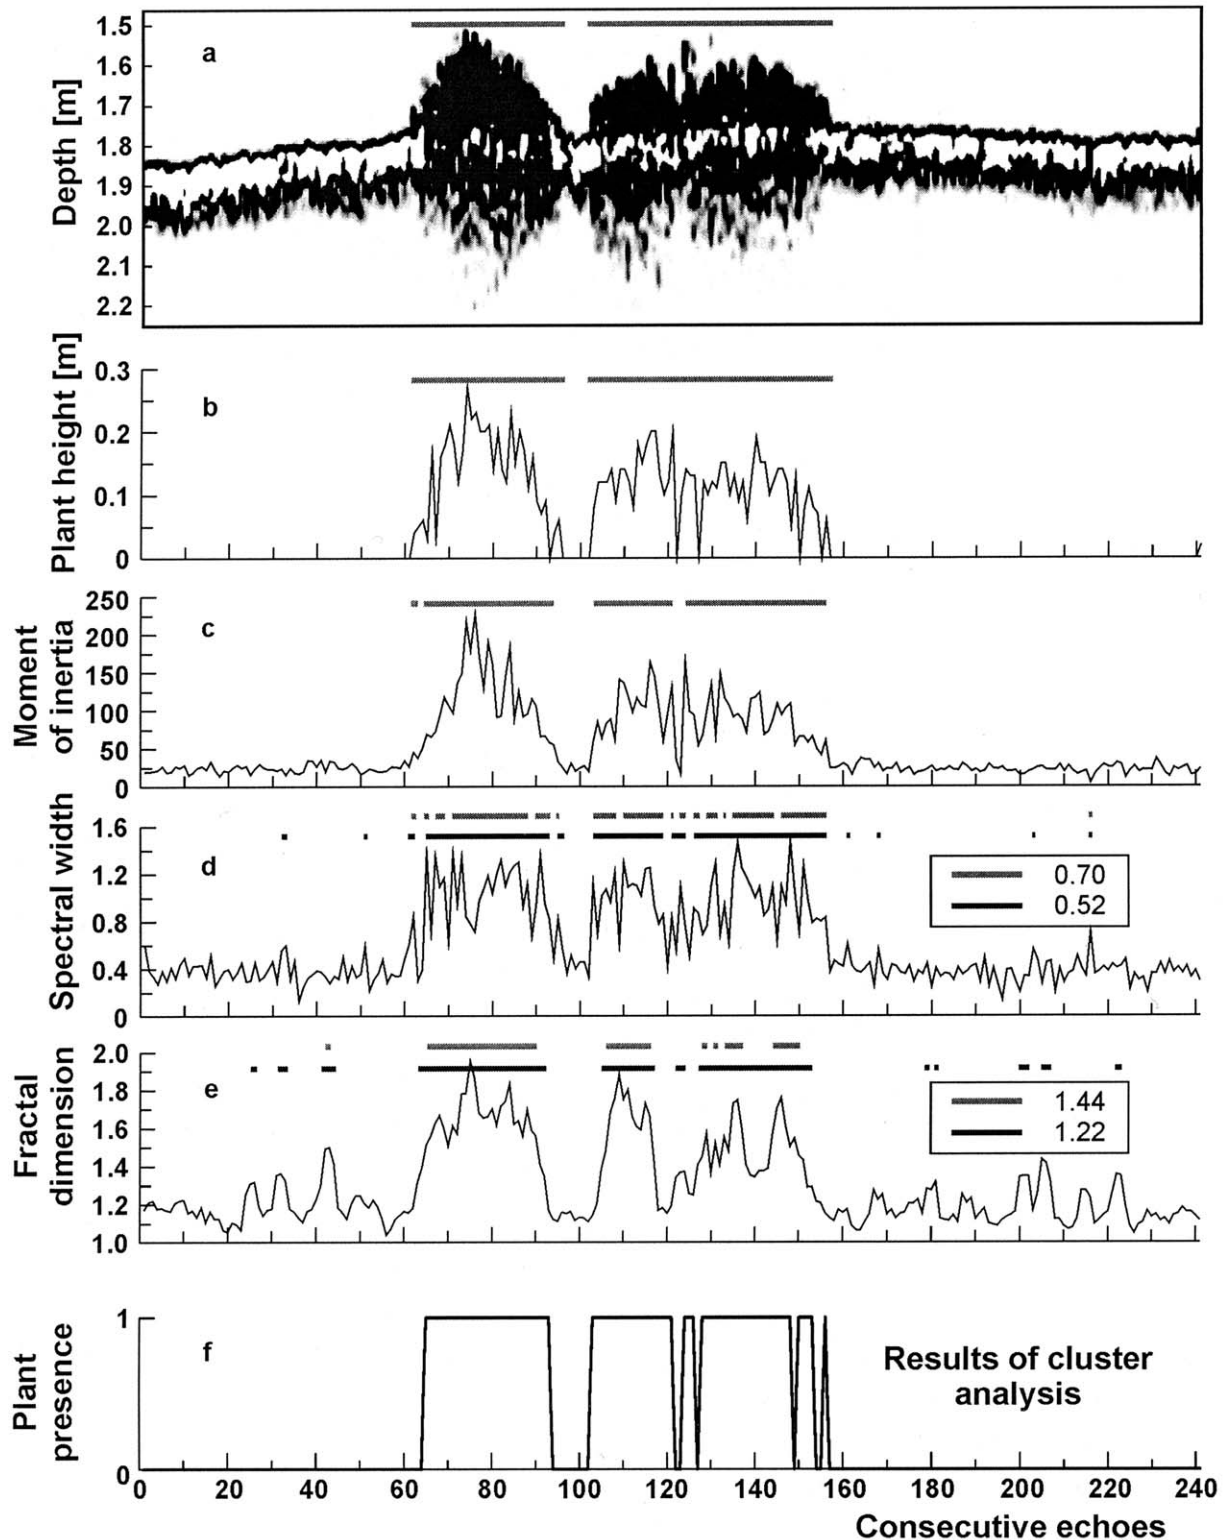 a
Depth [m]
1.5
1.6
1.7
1.8
1.9
2.0
2.1
2.2
b
Plant height [m]
0.3
0.2
0.1
0
c
Moment
of inertia
250
200
150
100
50
0
d
Spectral width
1.6
1.2
0.8
0.4
0
0.70
0.52
e
Fractal
dimension
2.0
1.8
1.6
1.4
1.2
1.0
1.44
1.22
f
Plant
presence
1
0
Results of cluster
analysis
0 20 40 60 80 100 120 140 160 180 200 220 240
Consecutive echoes